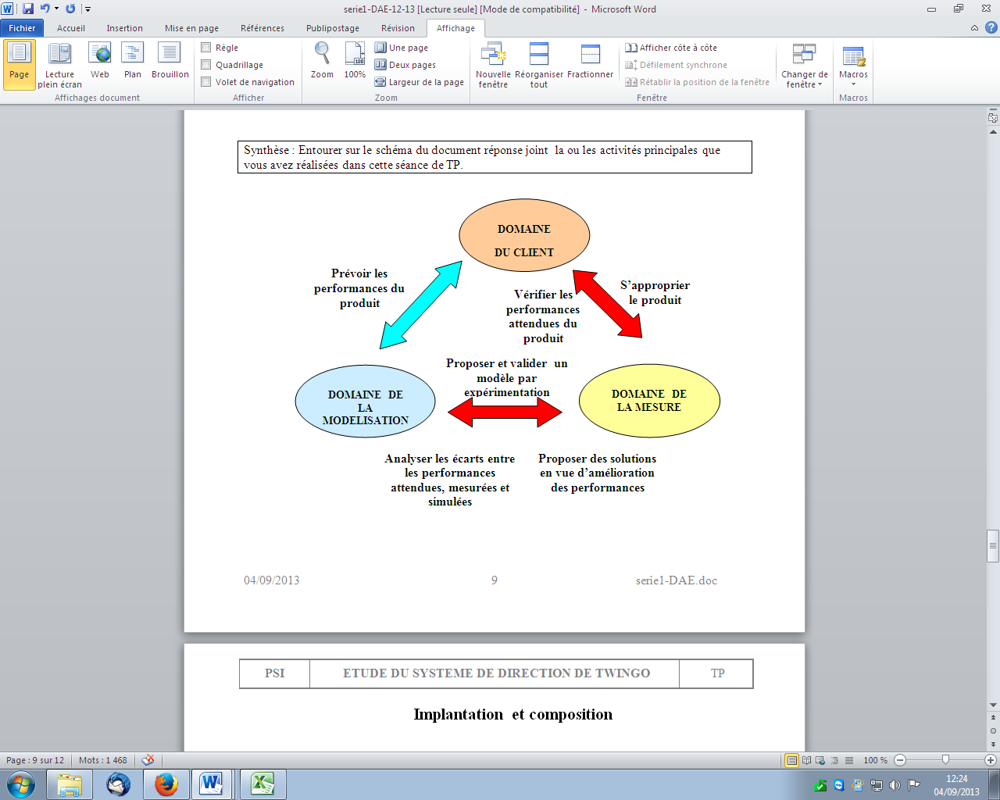 serie1-DAE-12-13 [Lecture seule] [Mode de compatibilité] - Microsoft Word
Fichier Accueil Insertion Mise en page Références Publipostage Révision Affichage
Page
Lecture plein écran
Web
Plan
Brouillon
Affichages document
Règle
Quadrillage
Volet de navigation
Afficher
Zoom
100%
Une page
Deux pages
Largeur de la page
Zoom
Nouvelle fenêtre
Réorganiser tout
Fractionner
Afficher côte à côte
Défilement synchrone
Rétablir la position de la fenêtre
Fenêtre
Changer de fenêtre
Macros
Macros
Synthèse : Entourer sur le schéma du document réponse joint la ou les activités principales que
vous avez réalisées dans cette séance de TP.
DOMAINE
DU CLIENT
Prévoir les
performances du
produit
Vérifier les
performances
attendues du
produit
S’approprier
le produit
Proposer et valider un
modèle par
expérimentation
DOMAINE DE
LA
MODELISATION
DOMAINE DE
LA MESURE
Analyser les écarts entre
les performances
attendues, mesurées et
simulées
Proposer des solutions
en vue d’amélioration
des performances
04/09/2013 9 serie1-DAE.doc
PSI ETUDE DU SYSTEME DE DIRECTION DE TWINGO TP
Implantation et composition
Page : 9 sur 12 Mots : 1 468 100 %
12:24
04/09/2013